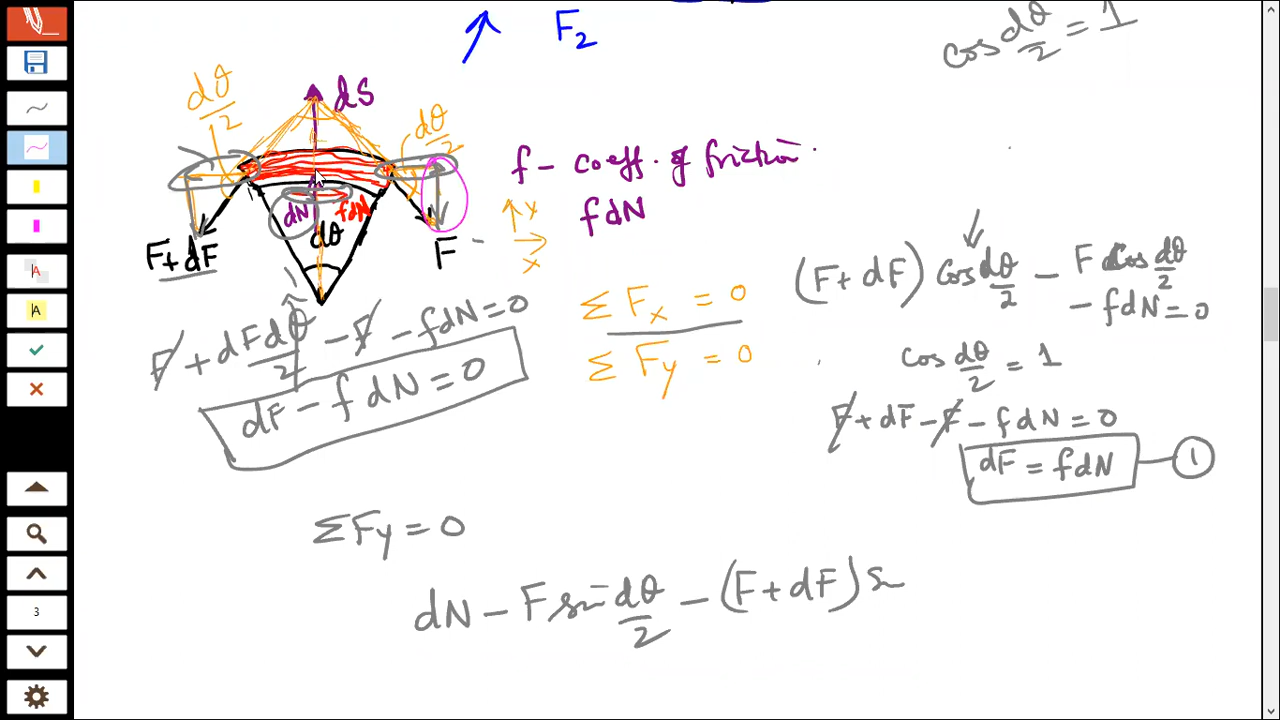 F₂
cos dθ/2 = 1
dS
dθ/2
dθ/2
f - coeff. of friction.
fdN
dN
fdN
dθ
F+dF
F
x
x
(F+dF) cos dθ/2 - F cos dθ/2
- fdN = 0
ΣFx = 0
ΣFy = 0
cos dθ/2 = 1
F + dF dθ/2 - F - fdN = 0
dF - fdN = 0
F + dF - F - fdN = 0
dF = fdN — 1
ΣFy = 0
dN - F sin dθ/2 - (F+dF) s
A
A
3